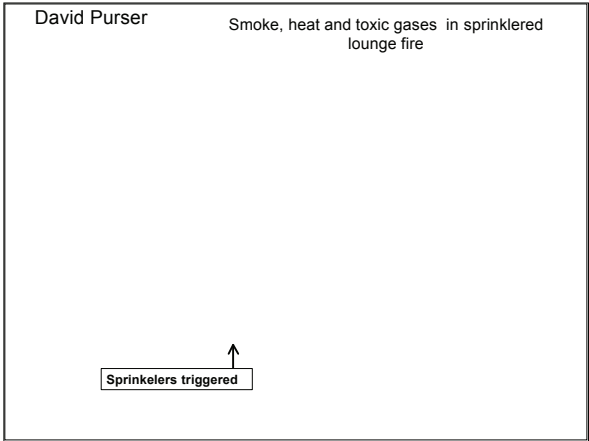 David Purser
Smoke, heat and toxic gases in sprinklered
lounge fire
Sprinkelers triggered